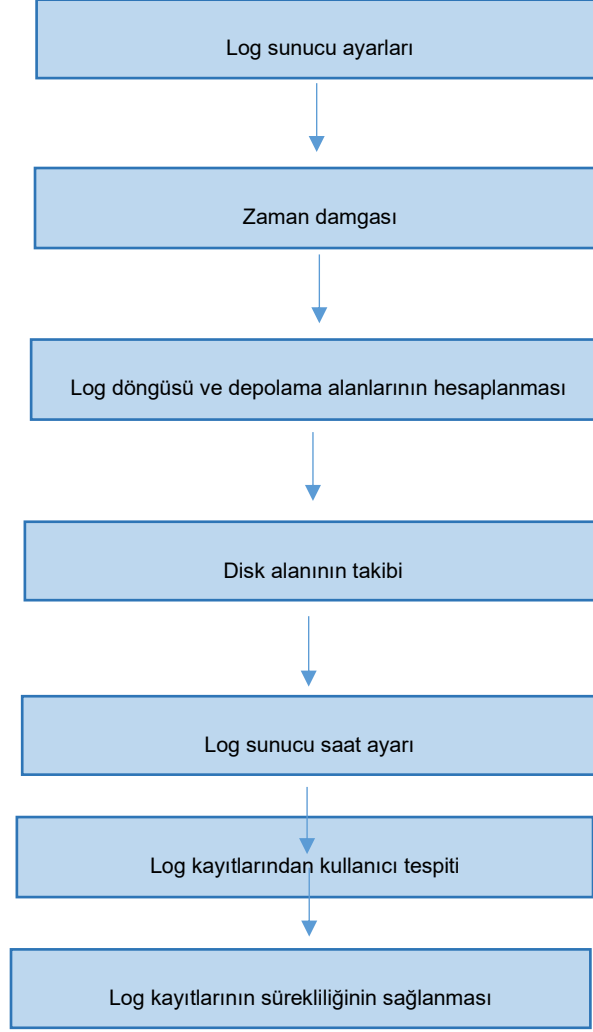 Log sunucu ayarları
Zaman damgası
Log döngüsü ve depolama alanlarının hesaplanması
Disk alanının takibi
Log sunucu saat ayarı
Log kayıtlarından kullanıcı tespiti
Log kayıtlarının sürekliliğinin sağlanması